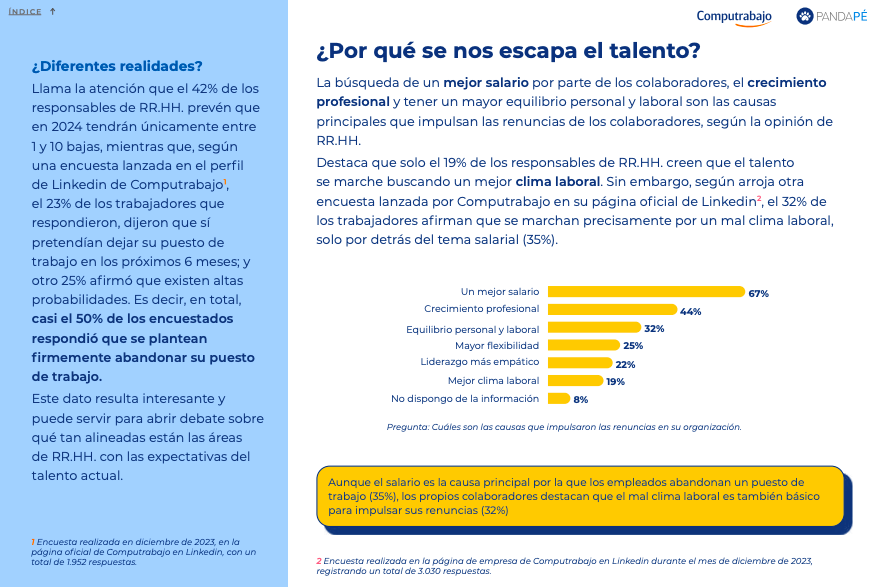 ÍNDICE ↑
Computrabajo
PANDAPÉ
¿Diferentes realidades?
Llama la atención que el 42% de los
responsables de RR.HH. prevén que
en 2024 tendrán únicamente entre
1 y 10 bajas, mientras que, según
una encuesta lanzada en el perfil
de Linkedin de Computrabajo¹,
el 23% de los trabajadores que
respondieron, dijeron que sí
pretendían dejar su puesto de
trabajo en los próximos 6 meses; y
otro 25% afirmó que existen altas
probabilidades. Es decir, en total,
casi el 50% de los encuestados
respondió que se plantean
firmemente abandonar su puesto
de trabajo.
Este dato resulta interesante y
puede servir para abrir debate sobre
qué tan alineadas están las áreas
de RR.HH. con las expectativas del
talento actual.
1 Encuesta realizada en diciembre de 2023, en la
página oficial de Computrabajo en Linkedin, con un
total de 1.952 respuestas.
¿Por qué se nos escapa el talento?
La búsqueda de un mejor salario por parte de los colaboradores, el crecimiento
profesional y tener un mayor equilibrio personal y laboral son las causas
principales que impulsan las renuncias de los colaboradores, según la opinión de
RR.HH.
Destaca que solo el 19% de los responsables de RR.HH. creen que el talento
se marche buscando un mejor clima laboral. Sin embargo, según arroja otra
encuesta lanzada por Computrabajo en su página oficial de Linkedin², el 32% de
los trabajadores afirman que se marchan precisamente por un mal clima laboral,
solo por detrás del tema salarial (35%).
Un mejor salario 67%
Crecimiento profesional 44%
Equilibrio personal y laboral 32%
Mayor flexibilidad 25%
Liderazgo más empático 22%
Mejor clima laboral 19%
No dispongo de la información 8%
Pregunta: Cuáles son las causas que impulsaron las renuncias en su organización.
Aunque el salario es la causa principal por la que los empleados abandonan un puesto de
trabajo (35%), los propios colaboradores destacan que el mal clima laboral es también básico
para impulsar sus renuncias (32%)
2 Encuesta realizada en la página de empresa de Computrabajo en Linkedin durante el mes de diciembre de 2023,
registrando un total de 3.030 respuestas.